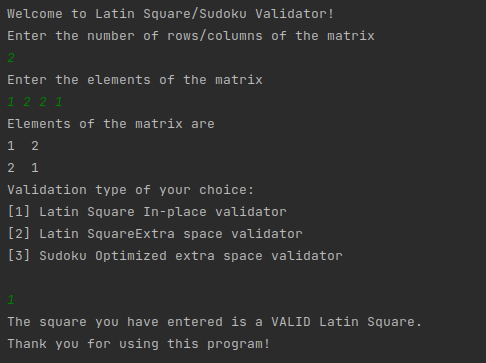 Welcome to Latin Square/Sudoku Validator!
Enter the number of rows/columns of the matrix
2
Enter the elements of the matrix
1 2 2 1
Elements of the matrix are
1  2
2  1
Validation type of your choice:
[1] Latin Square In-place validator
[2] Latin SquareExtra space validator
[3] Sudoku Optimized extra space validator
1
The square you have entered is a VALID Latin Square.
Thank you for using this program!